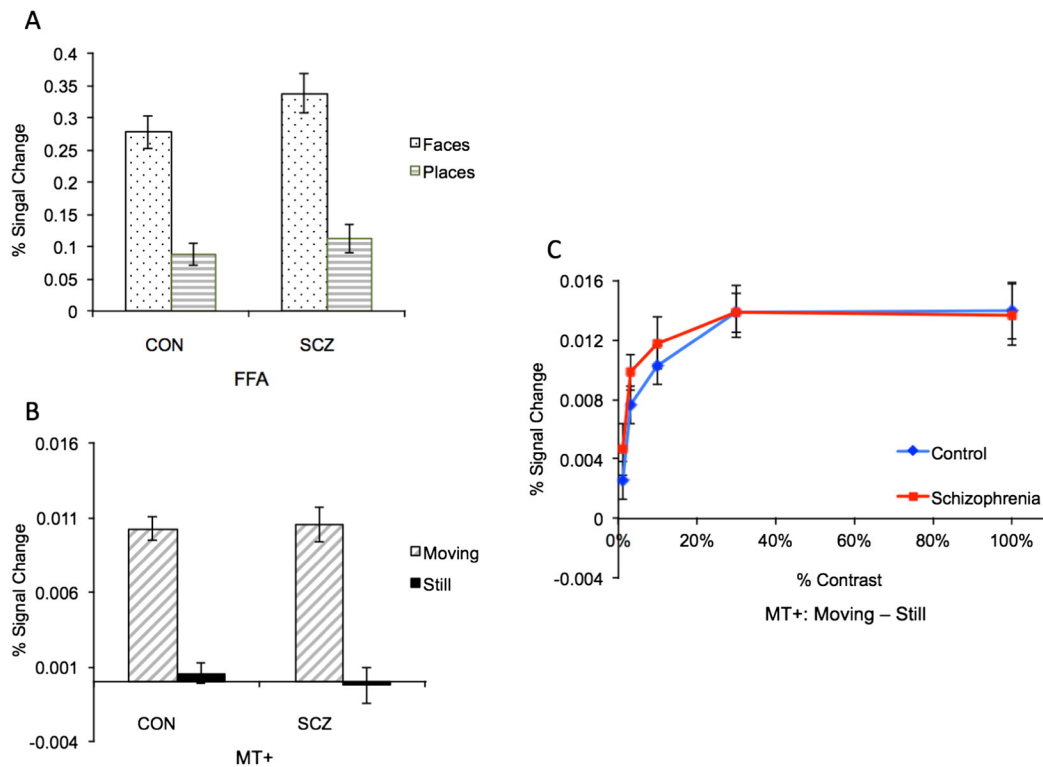 A
% Singal Change
0.4
0.35
0.3
0.25
0.2
0.15
0.1
0.05
0
Faces
Places
CON
SCZ
FFA
B
% Signal Change
0.016
0.011
0.006
0.001
-0.004
Moving
Still
CON
SCZ
MT+
C
% Signal Change
0.016
0.012
0.008
0.004
0
-0.004
Control
Schizophrenia
0%
20%
40%
60%
80%
100%
% Contrast
MT+: Moving – Still